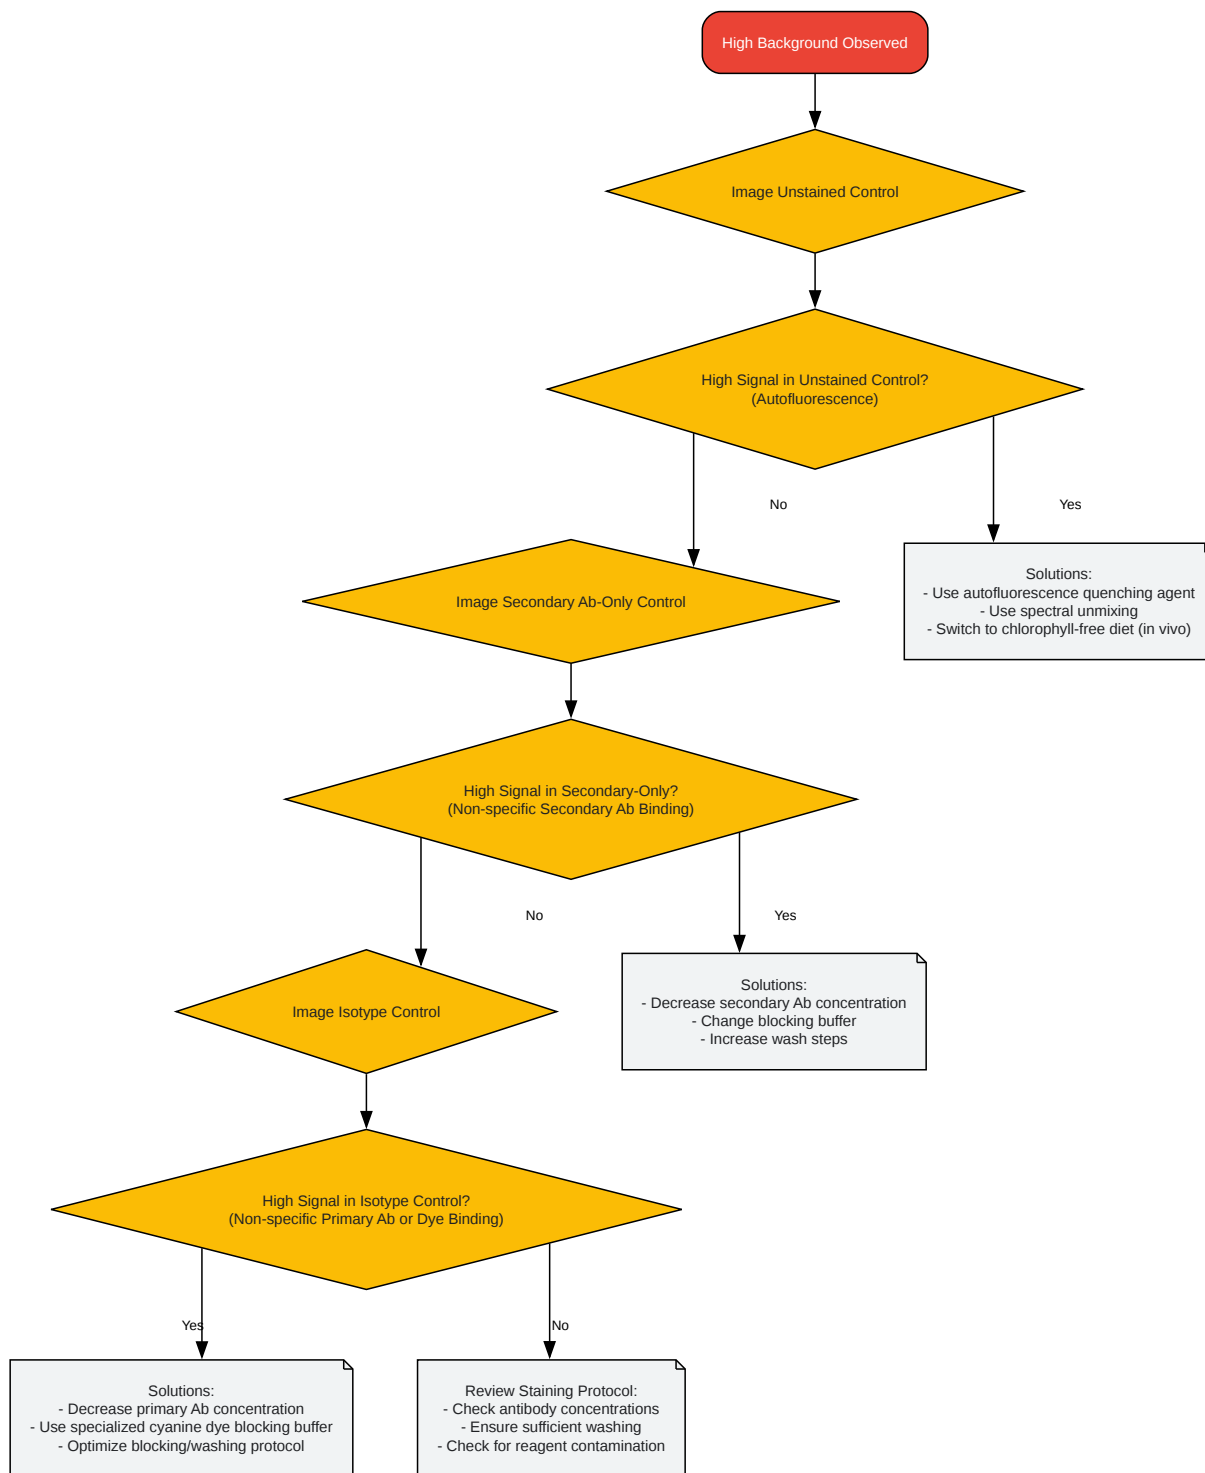 High Background Observed
Image Unstained Control
High Signal in Unstained Control?
(Autofluorescence)
No
Yes
Solutions:
- Use autofluorescence quenching agent
- Use spectral unmixing
- Switch to chlorophyll-free diet (in vivo)
Image Secondary Ab-Only Control
High Signal in Secondary-Only?
(Non-specific Secondary Ab Binding)
No
Yes
Solutions:
- Decrease secondary Ab concentration
- Change blocking buffer
- Increase wash steps
Image Isotype Control
High Signal in Isotype Control?
(Non-specific Primary Ab or Dye Binding)
Yes
No
Solutions:
- Decrease primary Ab concentration
- Use specialized cyanine dye blocking buffer
- Optimize blocking/washing protocol
Review Staining Protocol:
- Check antibody concentrations
- Ensure sufficient washing
- Check for reagent contamination